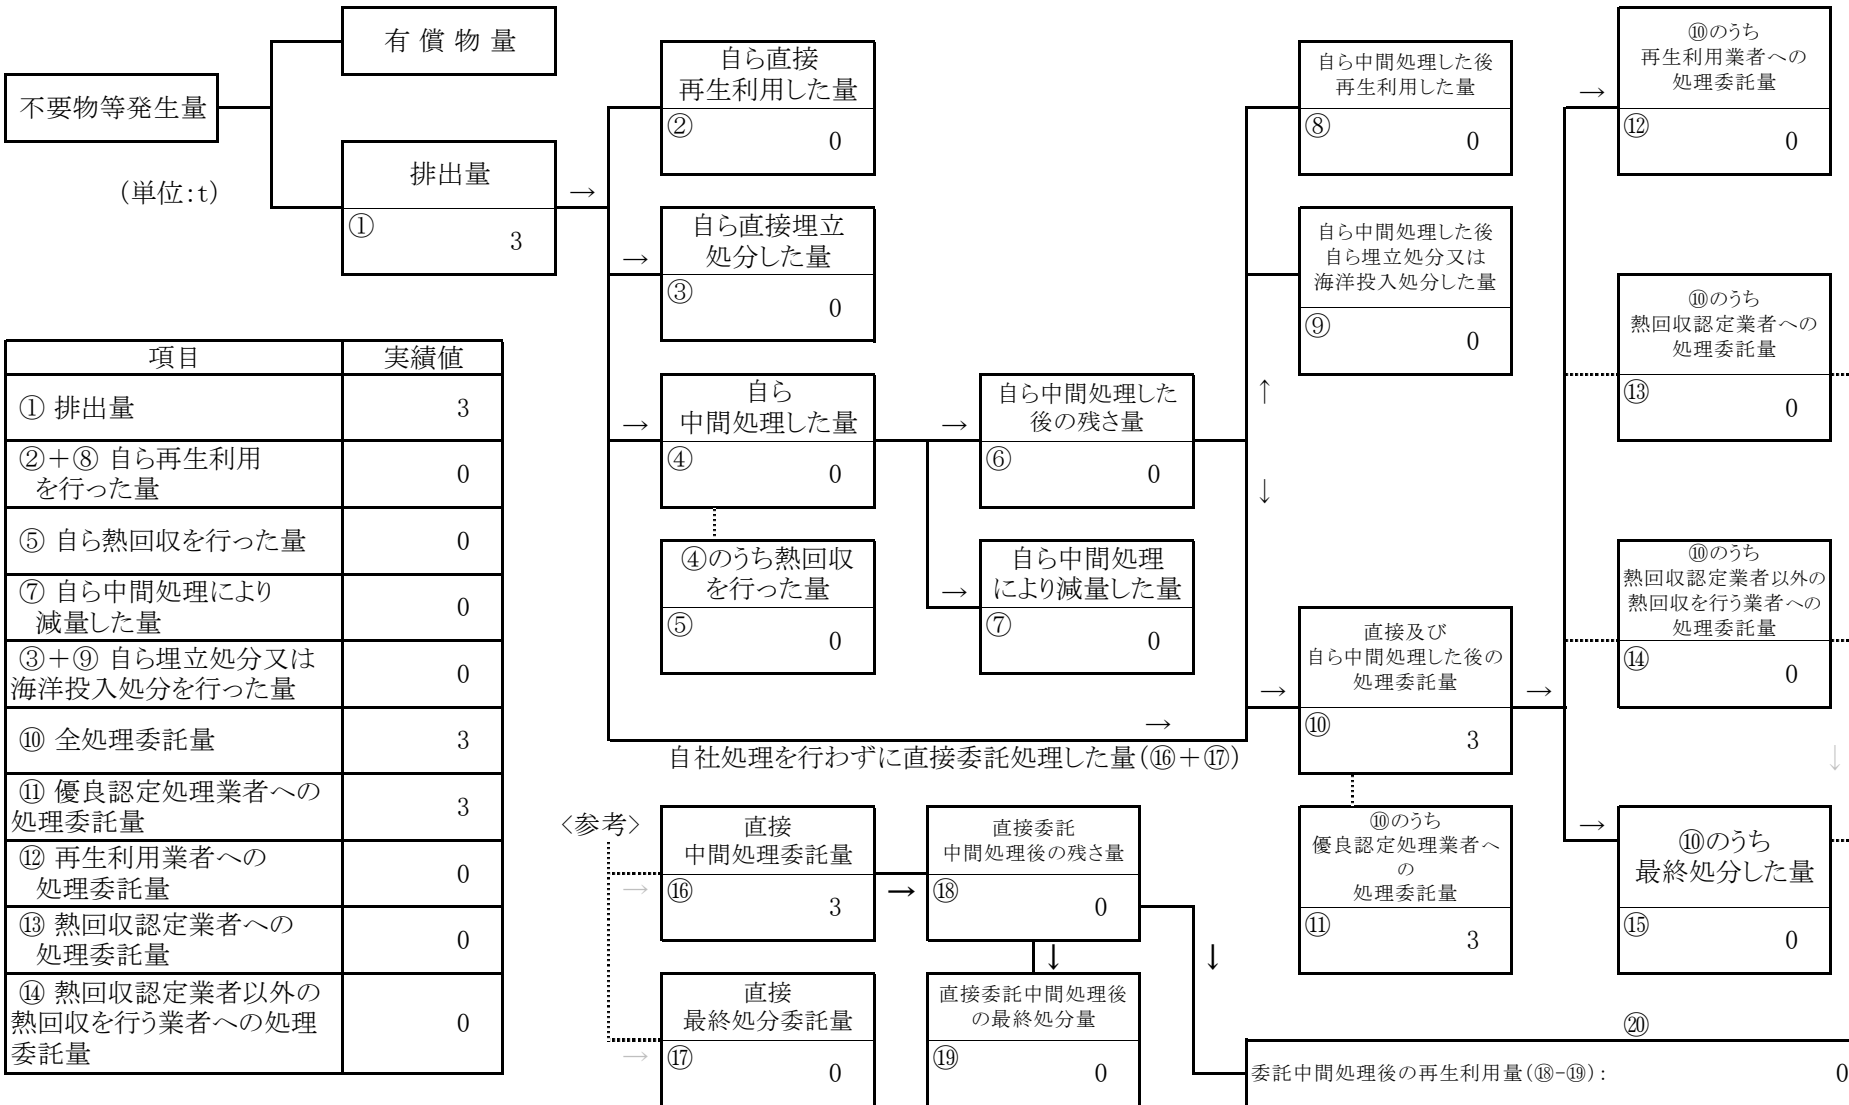 不要物等発生量
(単位:t)
有償物量
排出量
①
3
自ら直接
再生利用した量
②
0
自ら直接埋立
処分した量
③
0
自ら
中間処理した量
④
0
④のうち熱回収
を行った量
⑤
0
自ら中間処理した
後の残さ量
⑥
0
自ら中間処理
により減量した量
⑦
0
自ら中間処理した後
再生利用した量
⑧
0
自ら中間処理した後
自ら埋立処分又は
海洋投入処分した量
⑨
0
直接及び
自ら中間処理した後の
処理委託量
⑩
3
⑩のうち
優良認定処理業者へ
の
処理委託量
⑪
3
⑩のうち
再生利用業者への
処理委託量
⑫
0
⑩のうち
熱回収認定業者への
処理委託量
⑬
0
⑩のうち
熱回収認定業者以外の
熱回収を行う業者への
処理委託量
⑭
0
⑩のうち
最終処分した量
⑮
0
自社処理を行わずに直接委託処理した量(⑯+⑰)
<参考>
直接
中間処理委託量
⑯
3
直接
最終処分委託量
⑰
0
直接委託
中間処理後の残さ量
⑱
0
直接委託中間処理後
の最終処分量
⑲
0
⑳
委託中間処理後の再生利用量(⑱-⑲): 0
項目 実績値
① 排出量 3
②+⑧ 自ら再生利用
を行った量 0
⑤ 自ら熱回収を行った量 0
⑦ 自ら中間処理により
減量した量 0
③+⑨ 自ら埋立処分又は
海洋投入処分を行った量 0
⑩ 全処理委託量 3
⑪ 優良認定処理業者への
処理委託量 3
⑫ 再生利用業者への
処理委託量 0
⑬ 熱回収認定業者への
処理委託量 0
⑭ 熱回収認定業者以外の
熱回収を行う業者への処理
委託量 0